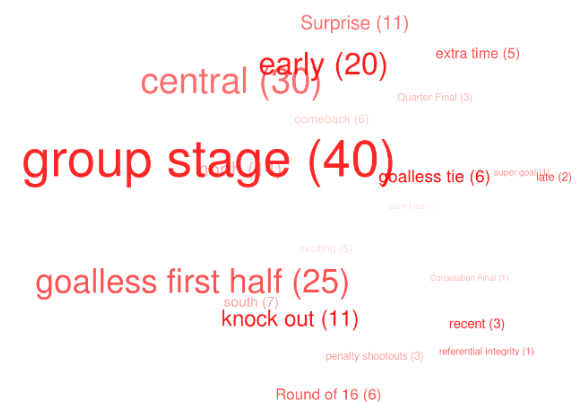 Surprise (11)
extra time (5)
early (20)
central (30)
Quarter Final (3)
comeback (6)
group stage (40)
super goal (1)
goalless tie (6)
late (2)
Semi Final (1)
exciting (5)
goalless first half (25)
Consolation Final (1)
south (7)
knock out (11)
recent (3)
penalty shootouts (3)
referential integrity (1)
Round of 16 (6)